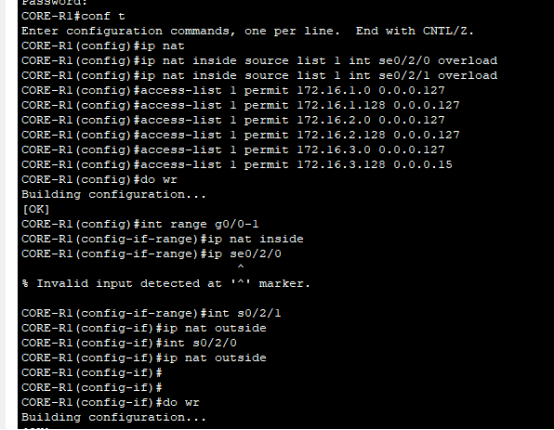 Password:
CORE-R1#conf t
Enter configuration commands, one per line.  End with CNTL/Z.
CORE-R1(config)#ip nat
CORE-R1(config)#ip nat inside source list 1 int se0/2/0 overload
CORE-R1(config)#ip nat inside source list 1 int se0/2/1 overload
CORE-R1(config)#access-list 1 permit 172.16.1.0 0.0.0.127
CORE-R1(config)#access-list 1 permit 172.16.1.128 0.0.0.127
CORE-R1(config)#access-list 1 permit 172.16.2.0 0.0.0.127
CORE-R1(config)#access-list 1 permit 172.16.2.128 0.0.0.127
CORE-R1(config)#access-list 1 permit 172.16.3.0 0.0.0.127
CORE-R1(config)#access-list 1 permit 172.16.3.128 0.0.0.15
CORE-R1(config)#do wr
Building configuration...
[OK]
CORE-R1(config)#int range g0/0-1
CORE-R1(config-if-range)#ip nat inside
CORE-R1(config-if-range)#ip se0/2/0
^
% Invalid input detected at '^' marker.
CORE-R1(config-if-range)#int s0/2/1
CORE-R1(config-if)#ip nat outside
CORE-R1(config-if)#int s0/2/0
CORE-R1(config-if)#ip nat outside
CORE-R1(config-if)#
CORE-R1(config-if)#
CORE-R1(config-if)#do wr
Building configuration...